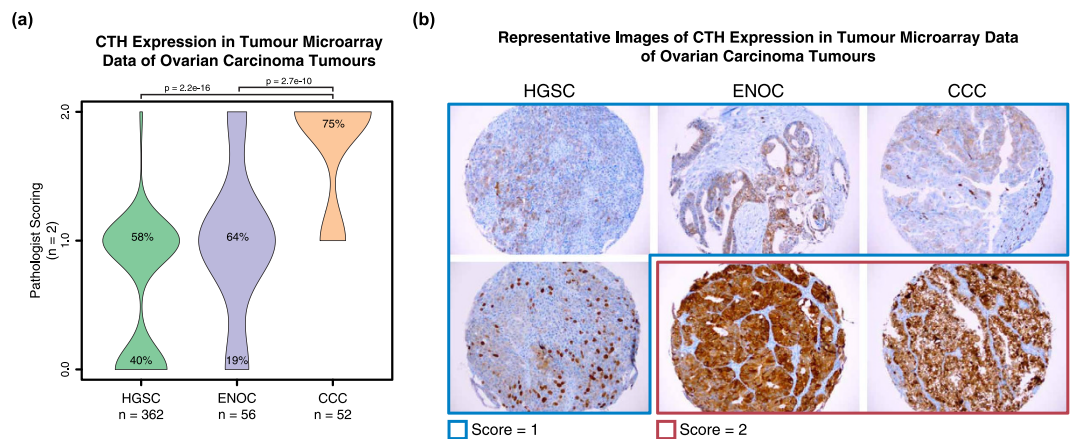 (a)
CTH Expression in Tumour Microarray
Data of Ovarian Carcinoma Tumours
p = 2.2e-16
p = 2.7e-10
Pathologist Scoring
(n = 2)
2.0
1.0
0.0
75%
58%
64%
40%
19%
HGSC
n = 362
ENOC
n = 56
CCC
n = 52
(b)
Representative Images of CTH Expression in Tumour Microarray Data
of Ovarian Carcinoma Tumours
HGSC
ENOC
CCC
Score = 1
Score = 2